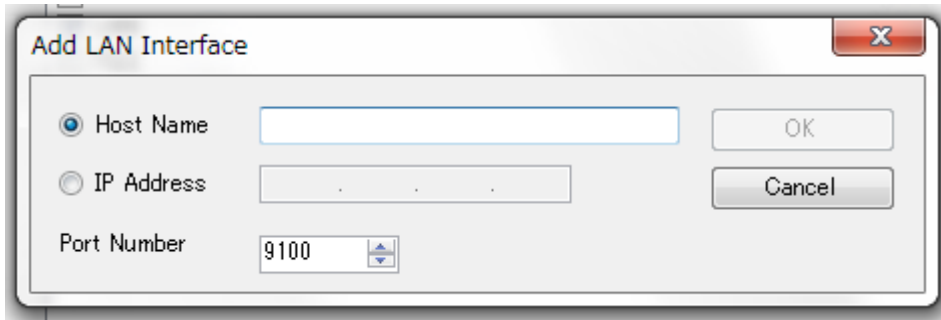 Add LAN Interface
Host Name
OK
IP Address
. . .
Cancel
Port Number
9100